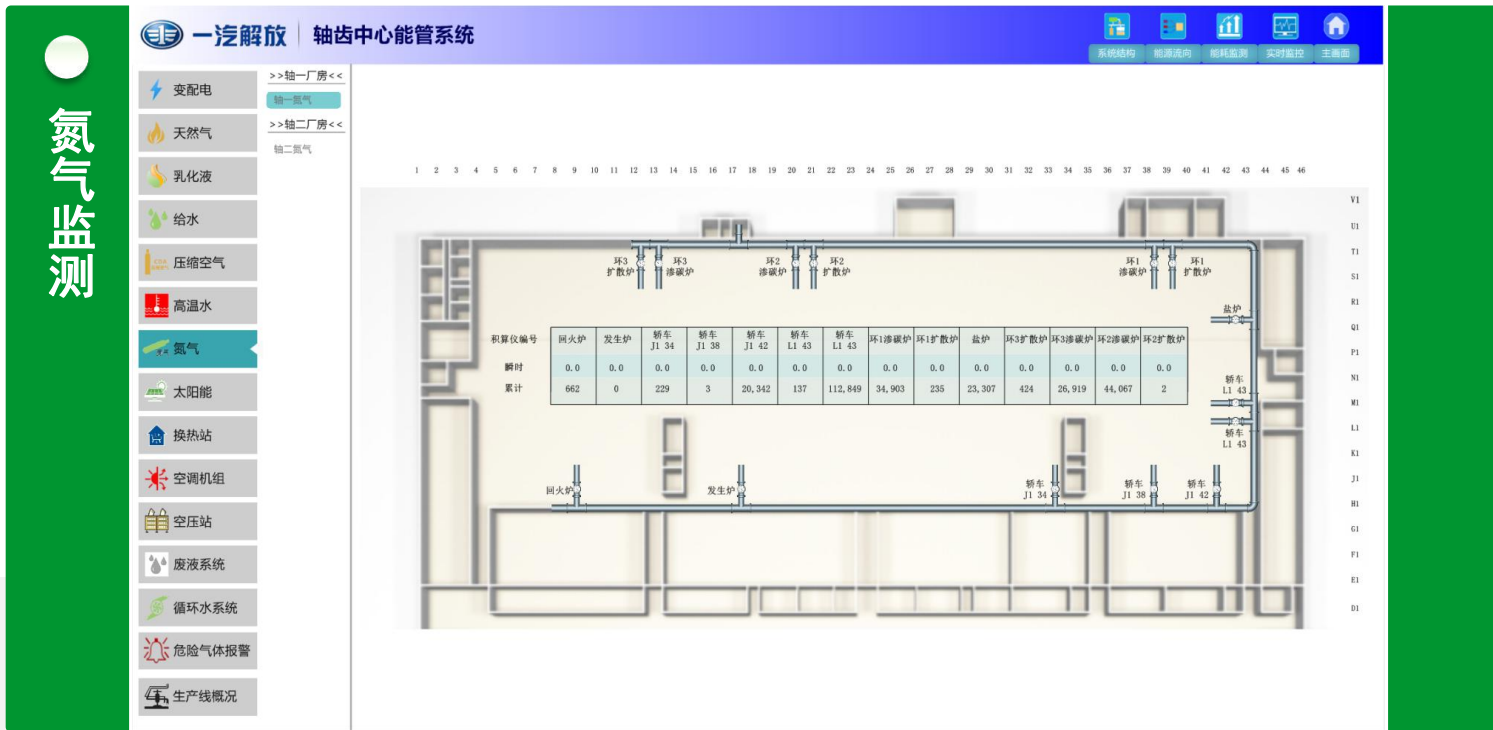 氮气监测
一汽解放 轴齿中心能管系统
系统结构 能源流向 能耗监测 实时监控 主画面
变配电
天然气
乳化液
给水
压缩空气
高温水
氮气
太阳能
换热站
空调机组
空压站
废液系统
循环水系统
危险气体报警
生产线概况
>>轴一厂房<<
轴一氮气
>>轴二厂房<<
轴二氮气
1 2 3 4 5 6 7 8 9 10 11 12 13 14 15 16 17 18 19 20 21 22 23 24 25 26 27 28 29 30 31 32 33 34 35 36 37 38 39 40 41 42 43 44 45 46
V1
U1
T1
S1
R1
Q1
P1
N1
M1
L1
K1
J1
H1
G1
F1
E1
D1
环3
扩散炉
环3
渗碳炉
环2
渗碳炉
环2
扩散炉
环1
渗碳炉
环1
扩散炉
盐炉
积算仪编号 回火炉 发生炉 轿车 J1 34 轿车 J1 38 轿车 J1 42 轿车 L1 43 轿车 L1 43 环1渗碳炉 环1扩散炉 盐炉 环3扩散炉 环3渗碳炉 环2渗碳炉 环2扩散炉
瞬时 0.0 0.0 0.0 0.0 0.0 0.0 0.0 0.0 0.0 0.0 0.0 0.0 0.0 0.0
累计 662 0 229 3 20,342 137 112,849 34,903 235 23,307 424 26,919 44,067 2
轿车
L1 43
轿车
L1 43
回火炉
发生炉
轿车
J1 34
轿车
J1 38
轿车
J1 42